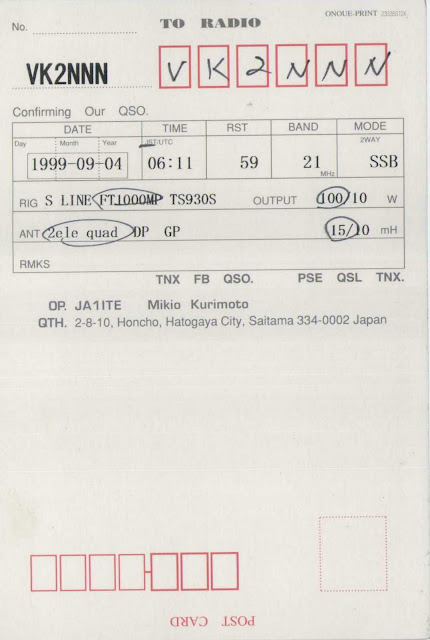 ONOUE-PRINT
No. TO RADIO
VK2NNN VK2NNN
Confirming Our QSO.
DATE TIME RST BAND MODE
Day Month Year JST/UTC 2WAY
1999-09-04 06:11 59 21 MHz SSB
RIG S LINE FT1000MP TS930S OUTPUT 100/10 W
ANT 2ele quad DP GP 15/10 mH
RMKS
TNX FB QSO. PSE QSL TNX.
OP. JA1ITE Mikio Kurimoto
QTH. 2-8-10, Honcho, Hatogaya City, Saitama 334-0002 Japan
POST CARD